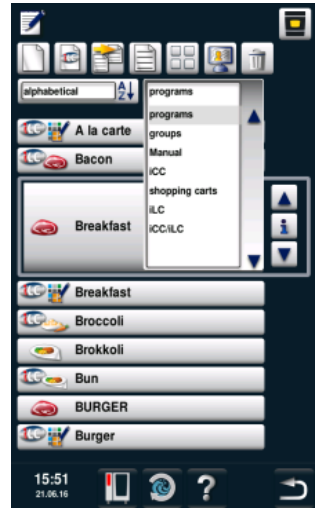 alphabetical
A
Z
programs
programs
groups
Manual
iCC
shopping carts
iLC
iCC/iLC
A la carte
Bacon
Breakfast
i
Breakfast
Broccoli
Brokkoli
Bun
BURGER
Burger
15:51
21.06.16
?